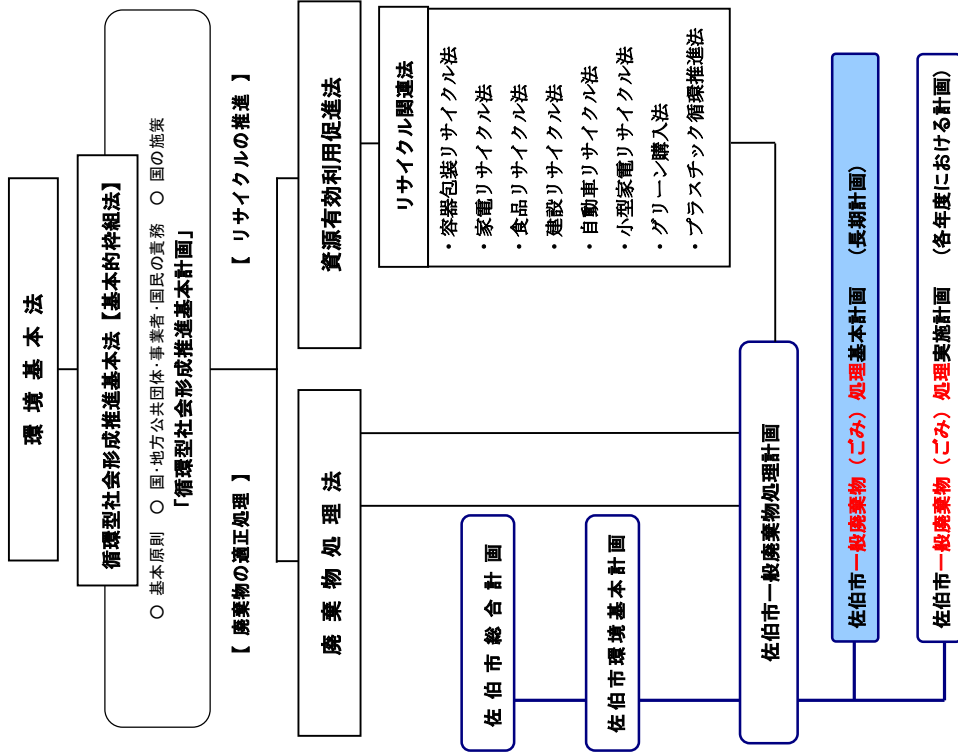 環境基本法
循環型社会形成推進基本法【基本的枠組法】
○ 基本原則 ○ 国・地方公共団体・事業者・国民の責務 ○ 国の施策
「循環型社会形成推進基本計画」
【 廃棄物の適正処理 】
【 リサイクルの推進 】
廃棄物処理法
資源有効利用促進法
リサイクル関連法
・容器包装リサイクル法
・家電リサイクル法
・食品リサイクル法
・建設リサイクル法
・自動車リサイクル法
・小型家電リサイクル法
・グリーン購入法
・プラスチック循環推進法
佐伯市総合計画
佐伯市環境基本計画
佐伯市一般廃棄物処理計画
佐伯市一般廃棄物（ごみ）処理基本計画 （長期計画）
佐伯市一般廃棄物（ごみ）処理実施計画 （各年度における計画）